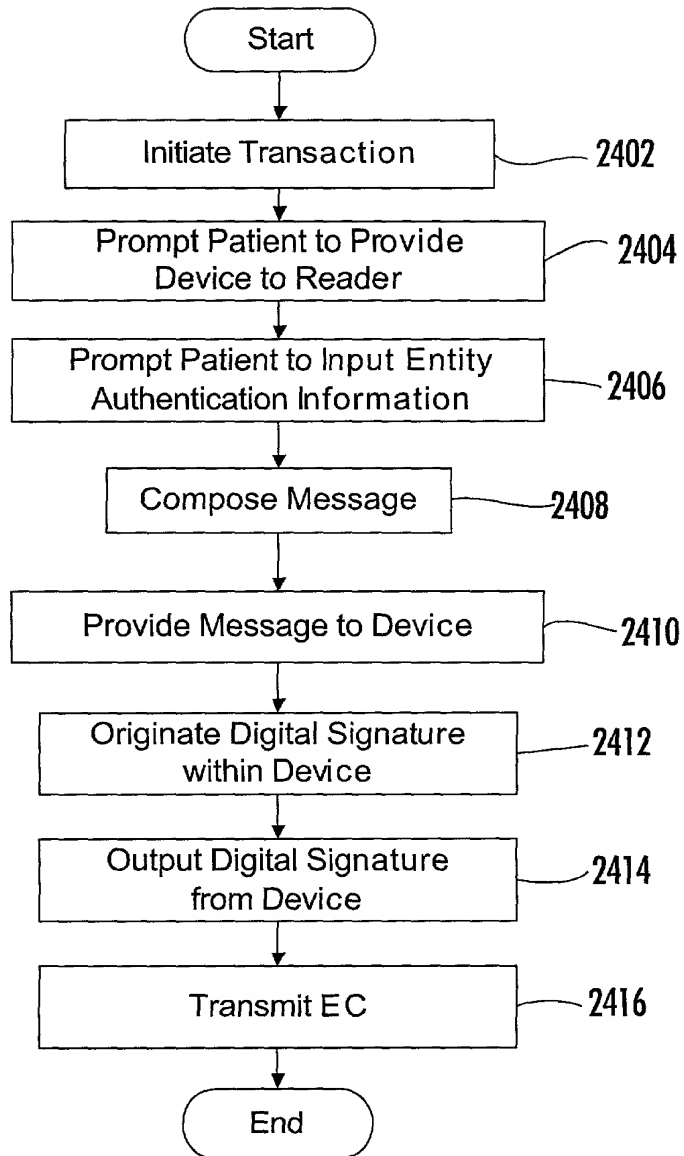 Start
Initiate Transaction
2402
Prompt Patient to Provide
Device to Reader
2404
Prompt Patient to Input Entity
Authentication Information
2406
Compose Message
2408
Provide Message to Device
2410
Originate Digital Signature
within Device
2412
Output Digital Signature
from Device
2414
Transmit EC
2416
End